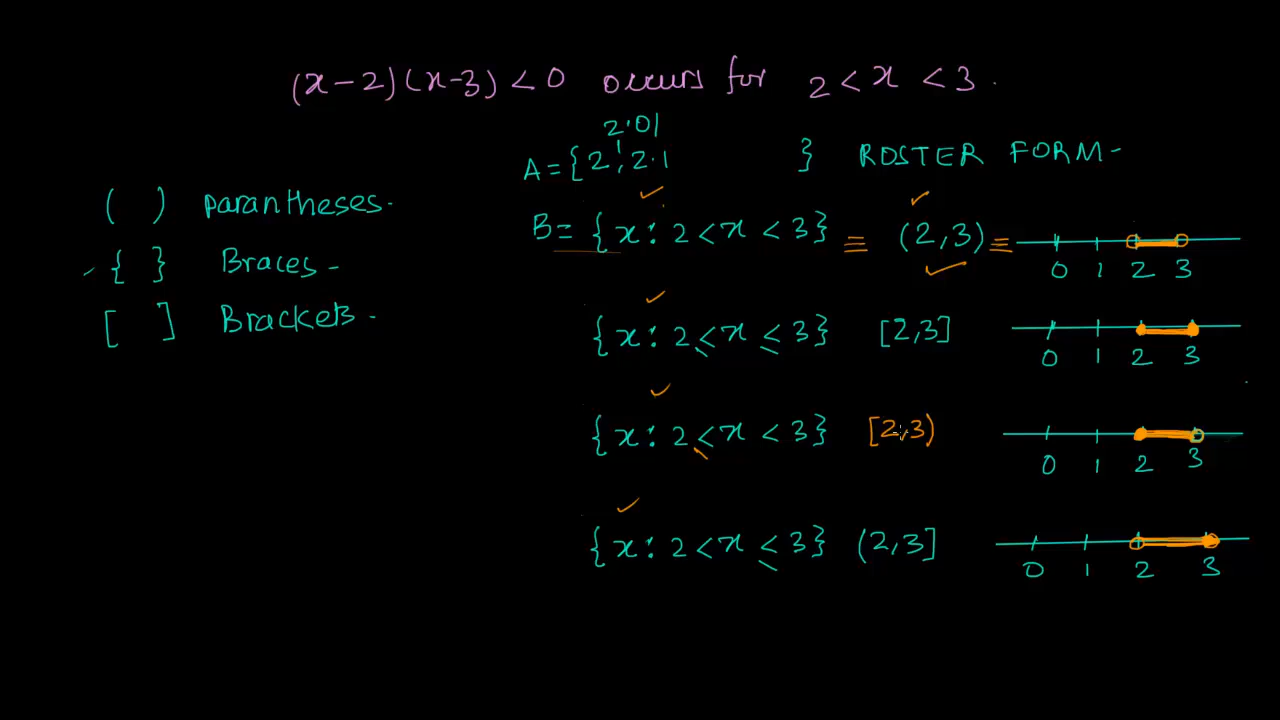 (x-2)(x-3) < 0 occurs for 2 < x < 3.
2.01
A = {2, 2.1 } ROSTER FORM-
( ) parantheses.
{ } Braces-
[ ] Brackets.
B = {x: 2 < x < 3} ≡ (2,3) ≡
0 1 2 3
{x: 2 ≤ x ≤ 3} [2,3]
0 1 2 3
{x: 2 ≤ x < 3} [2,3)
0 1 2 3
{x: 2 < x ≤ 3} (2,3]
0 1 2 3